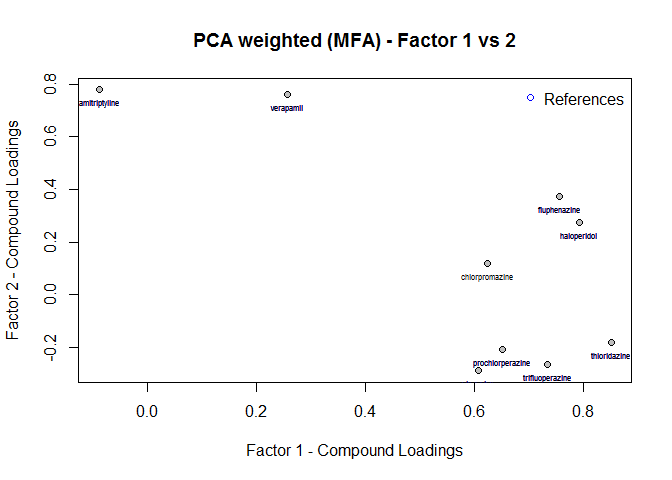 PCA weighted (MFA) - Factor 1 vs 2
References
amitriptyline
verapamil
fluphenazine
haloperidol
chlorpromazine
thioridazine
prochlorperazine
trifluoperazine
Factor 2 - Compound Loadings
0.8
0.6
0.4
0.2
0.0
-0.2
0.0 0.2 0.4 0.6 0.8
Factor 1 - Compound Loadings